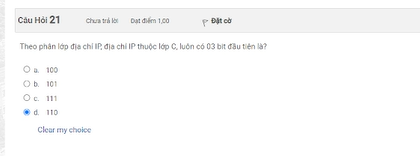 Câu Hỏi 21 Chưa trả lời Đạt điểm 1,00 Đặt cờ
Theo phân lớp địa chỉ IP, địa chỉ IP thuộc lớp C, luôn có 03 bit đầu tiên là?
a. 100
b. 101
c. 111
d. 110
Clear my choice